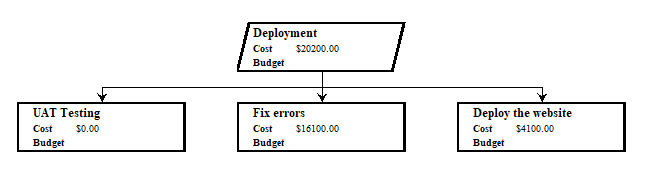 Deployment
Cost $20200.00
Budget
UAT Testing
Cost $0.00
Budget
Fix errors
Cost $16100.00
Budget
Deploy the website
Cost $4100.00
Budget